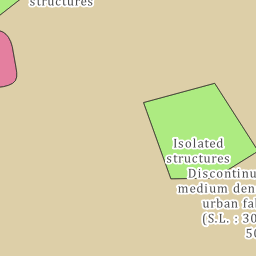 structures
Isolated
structures
Discontinu
medium den
urban fa
(S.L. : 30
50